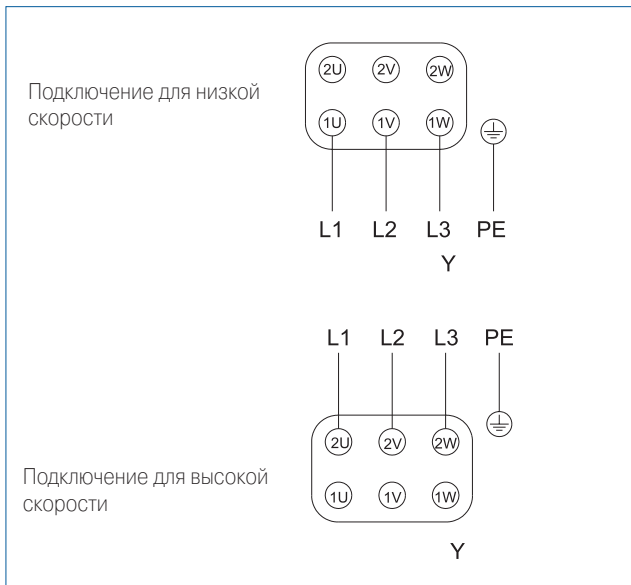 Подключение для низкой
скорости
2U 2V 2W
1U 1V 1W
L1 L2 L3 PE
Y
L1 L2 L3 PE
2U 2V 2W
Подключение для высокой
скорости
1U 1V 1W
Y